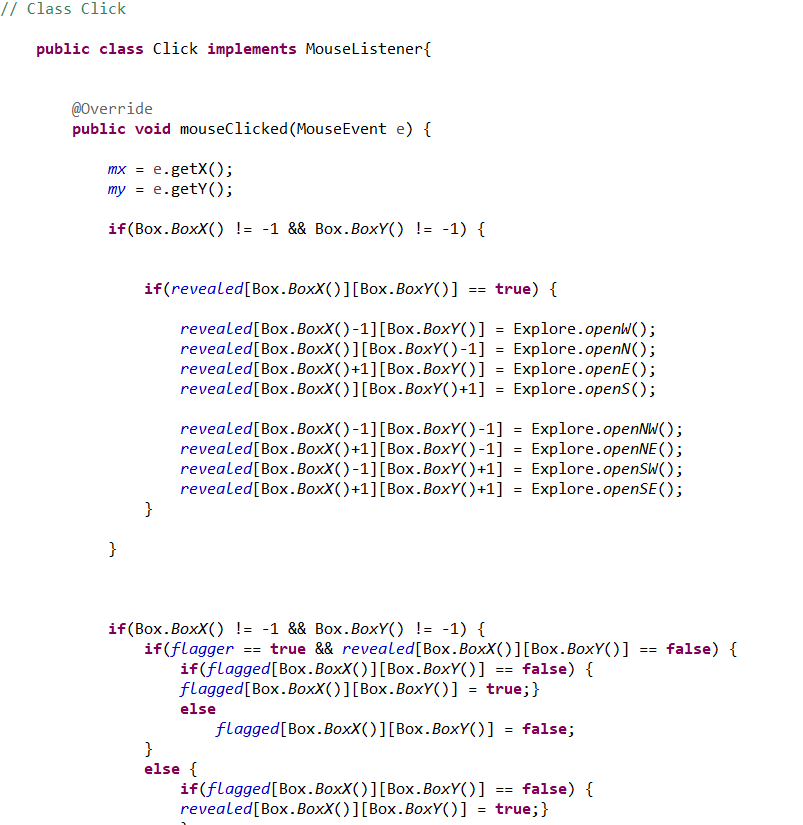 // Class Click
public class Click implements MouseListener{
@Override
public void mouseClicked(MouseEvent e) {
mx = e.getX();
my = e.getY();
if(Box.BoxX() != -1 && Box.BoxY() != -1) {
if(revealed[Box.BoxX()][Box.BoxY()] == true) {
revealed[Box.BoxX()-1][Box.BoxY()] = Explore.openW();
revealed[Box.BoxX()][Box.BoxY()-1] = Explore.openN();
revealed[Box.BoxX()+1][Box.BoxY()] = Explore.openE();
revealed[Box.BoxX()][Box.BoxY()+1] = Explore.openS();
revealed[Box.BoxX()-1][Box.BoxY()-1] = Explore.openNW();
revealed[Box.BoxX()+1][Box.BoxY()-1] = Explore.openNE();
revealed[Box.BoxX()-1][Box.BoxY()+1] = Explore.openSW();
revealed[Box.BoxX()+1][Box.BoxY()+1] = Explore.openSE();
}
}
if(Box.BoxX() != -1 && Box.BoxY() != -1) {
if(flagger == true && revealed[Box.BoxX()][Box.BoxY()] == false) {
if(flagged[Box.BoxX()][Box.BoxY()] == false) {
flagged[Box.BoxX()][Box.BoxY()] = true;}
else
flagged[Box.BoxX()][Box.BoxY()] = false;
}
else {
if(flagged[Box.BoxX()][Box.BoxY()] == false) {
revealed[Box.BoxX()][Box.BoxY()] = true;}